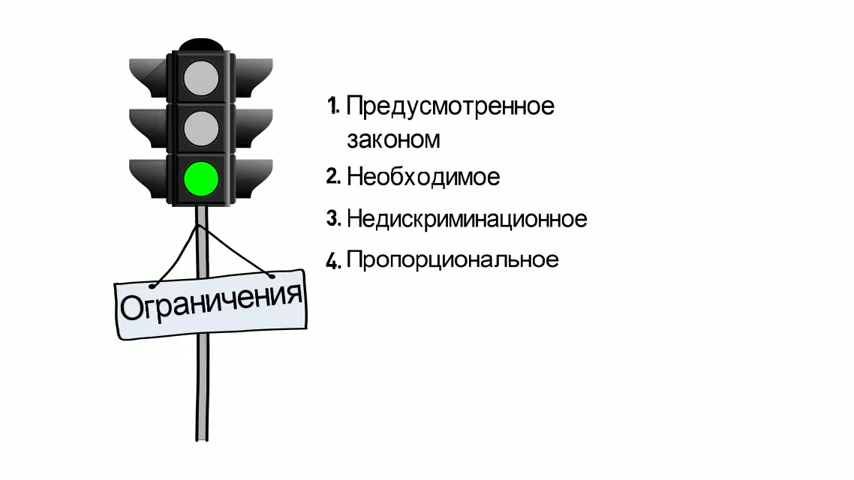 1. Предусмотренное
законом
2. Необходимое
3. Недискриминационное
4. Пропорциональное
Ограничения